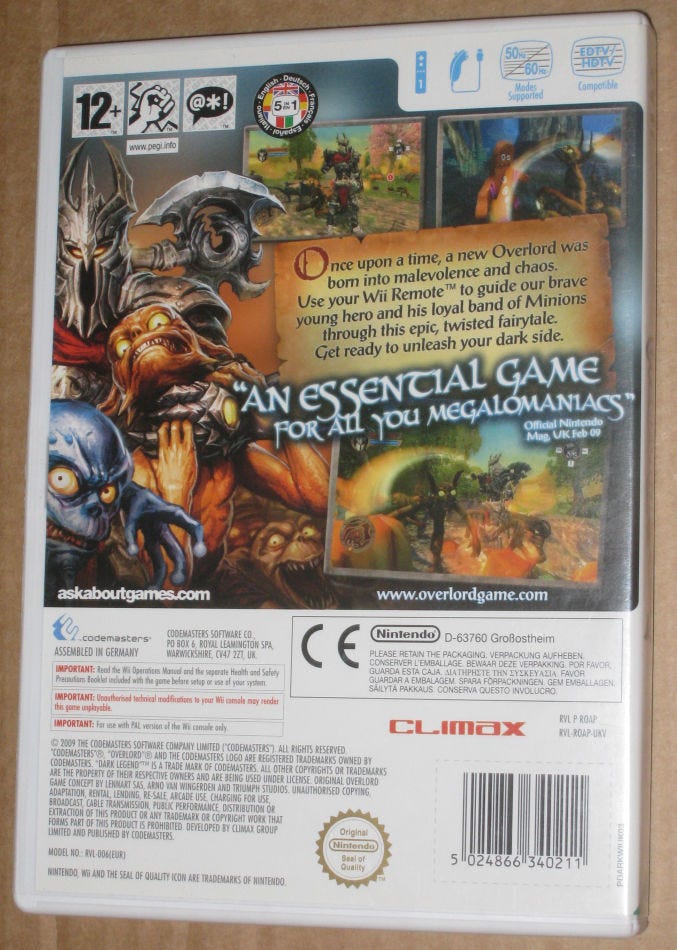 12+
www.pegi.info
@*!
English · Deutsch · Français · Español · Italiano
5 IN 1
1
50Hz
60Hz
Modes
Supported
EDTV/
HDTV
Compatible
Once upon a time, a new Overlord was
born into malevolence and chaos.
Use your Wii Remote™ to guide our brave
young hero and his loyal band of Minions
through this epic, twisted fairytale.
Get ready to unleash your dark side.
"AN ESSENTIAL GAME
FOR ALL YOU MEGALOMANIACS"
Official Nintendo
Mag, UK Feb 09
askaboutgames.com
www.overlordgame.com
codemasters®
ASSEMBLED IN GERMANY
CODEMASTERS SOFTWARE CO.,
PO BOX 6, ROYAL LEAMINGTON SPA,
WARWICKSHIRE, CV47 2ZT, UK.
IMPORTANT: Read the Wii Operations Manual and the separate Health and Safety
Precautions Booklet included with the game before setup or use of your system.
IMPORTANT: Unauthorised technical modifications to your Wii console may render
this game unplayable.
IMPORTANT: For use with PAL version of the Wii console only.
CE
Nintendo® D-63760 Großostheim
PLEASE RETAIN THE PACKAGING. VERPACKUNG AUFHEBEN.
CONSERVER L'EMBALLAGE. BEWAAR DEZE VERPAKKING. POR FAVOR,
GUARDA ESTA CAJA. ΔΙΑΤΗΡΗΣΤΕ ΤΗΝ ΣΥΣΚΕΥΑΣΙΑ. FAVOR
GUARDAR A EMBALAGEM. SPARA FÖRPACKNINGEN. GEM EMBALLAGEN.
SÄILYTÄ PAKKAUS. CONSERVA QUESTO INVOLUCRO.
CLIMAX
RVL P ROAP
RVL-ROAP-UKV
© 2009 THE CODEMASTERS SOFTWARE COMPANY LIMITED ("CODEMASTERS"). ALL RIGHTS RESERVED.
"CODEMASTERS"®, "OVERLORD"® AND THE CODEMASTERS LOGO ARE REGISTERED TRADEMARKS OWNED BY
CODEMASTERS. "DARK LEGEND"™ IS A TRADE MARK OF CODEMASTERS. ALL OTHER COPYRIGHTS OR TRADEMARKS
ARE THE PROPERTY OF THEIR RESPECTIVE OWNERS AND ARE BEING USED UNDER LICENSE. ORIGINAL OVERLORD
GAME CONCEPT BY LENNART SAS, ARNO VAN WINGERDEN AND TRIUMPH STUDIOS. UNAUTHORISED COPYING,
ADAPTATION, RENTAL, LENDING, RE-SALE, ARCADE USE, CHARGING FOR USE,
BROADCAST, CABLE TRANSMISSION, PUBLIC PERFORMANCE, DISTRIBUTION OR
EXTRACTION OF THIS PRODUCT OR ANY TRADEMARK OR COPYRIGHT WORK THAT
FORMS PART OF THIS PRODUCT IS PROHIBITED. DEVELOPED BY CLIMAX GROUP
LIMITED AND PUBLISHED BY CODEMASTERS.
MODEL NO.: RVL-006(EUR)
NINTENDO, Wii AND THE SEAL OF QUALITY ICON ARE TRADEMARKS OF NINTENDO.
Original
Nintendo®
Seal of
Quality
TM
5 024866 340211
PDARKWIIUK03